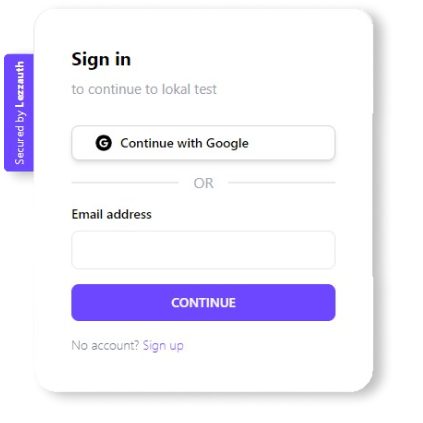 Sign in
to continue to lokal test
Secured by Lezzauth
G Continue with Google
OR
Email address
CONTINUE
No account? Sign up